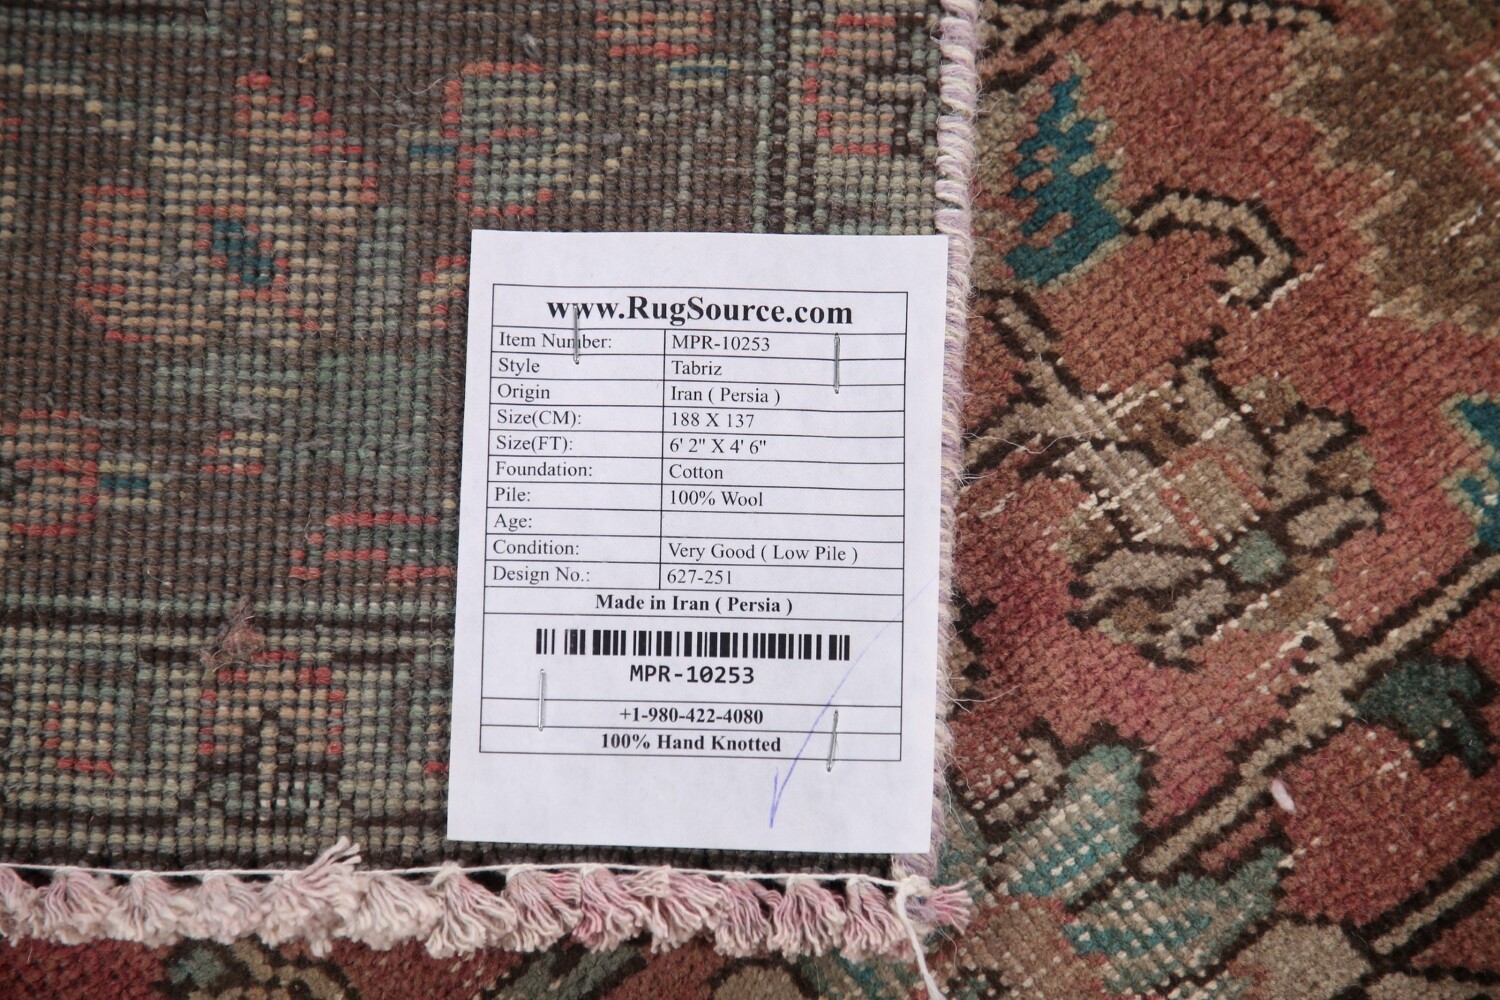 www.RugSource.com
Item Number: MPR-10253
Style Tabriz
Origin Iran ( Persia )
Size(CM): 188 X 137
Size(FT): 6' 2" X 4' 6"
Foundation: Cotton
Pile: 100% Wool
Age:
Condition: Very Good ( Low Pile )
Design No.: 627-251
Made in Iran ( Persia )
MPR-10253
+1-980-422-4080
100% Hand Knotted